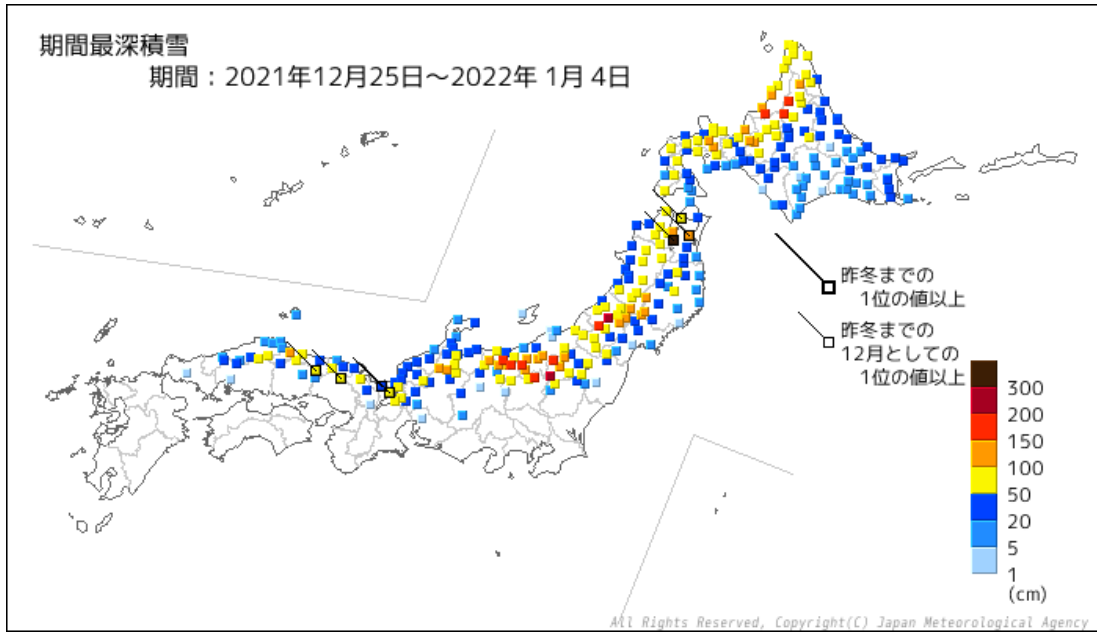 期間最深積雪
期間：2021年12月25日～2022年 1月 4日
昨冬までの
1位の値以上
昨冬までの
12月としての
1位の値以上
300
200
150
100
50
20
5
1
(cm)
All Rights Reserved, Copyright(C) Japan Meteorological Agency